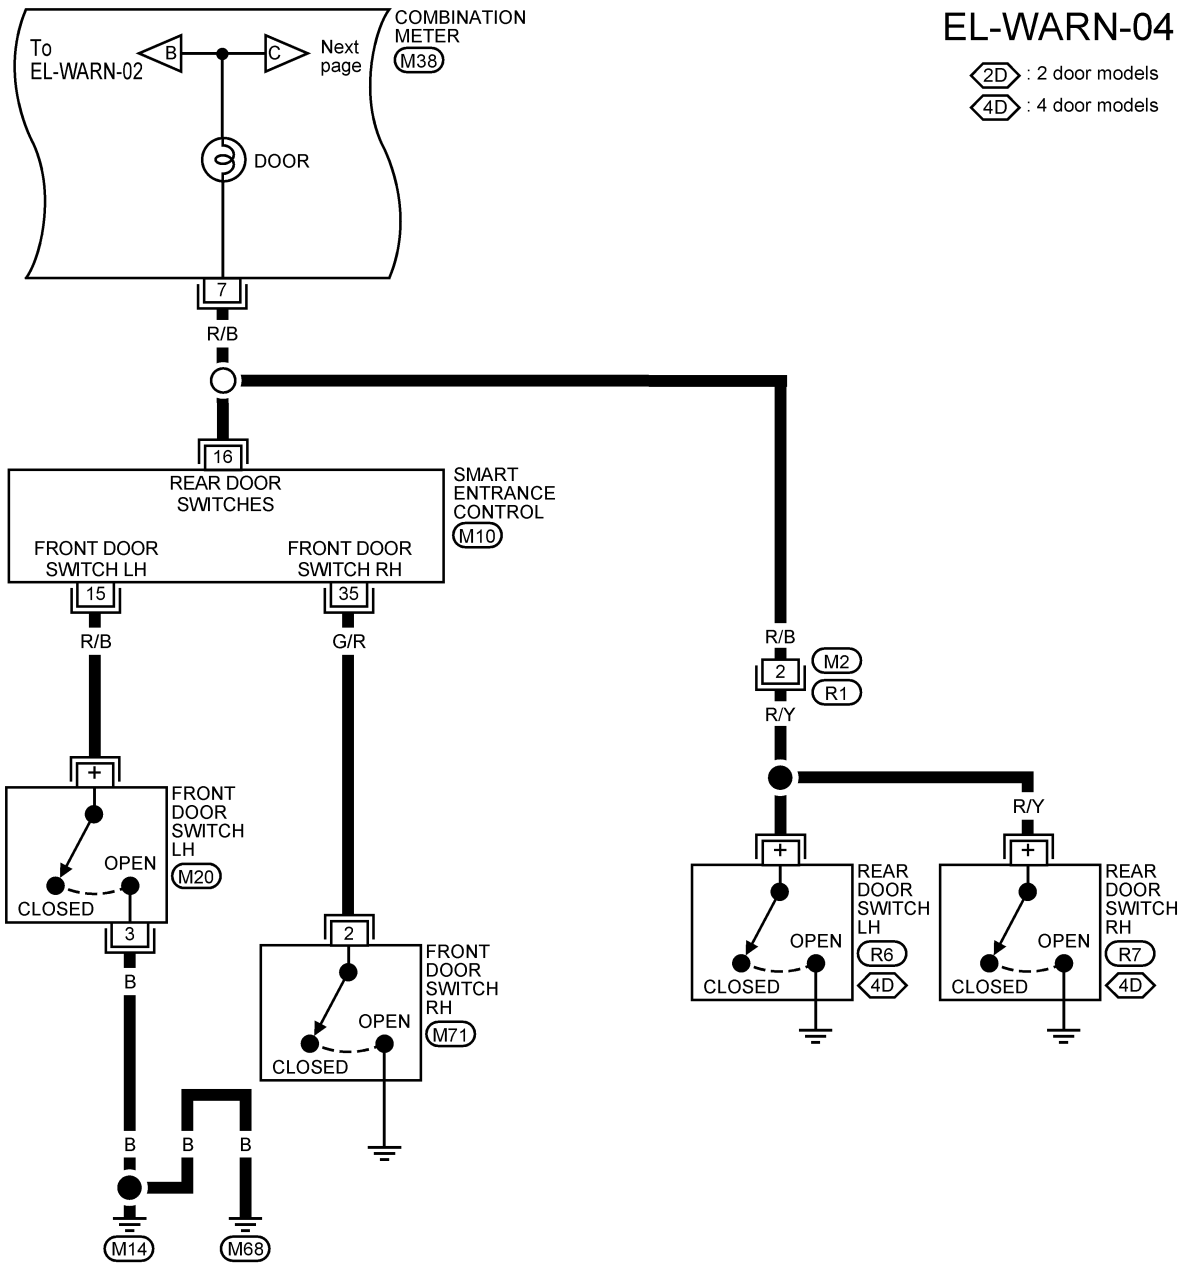 EL-WARN-04
2D : 2 door models
4D : 4 door models
COMBINATION
METER
M38
To
EL-WARN-02
B
C
Next
page
DOOR
7
R/B
16
REAR DOOR
SWITCHES
SMART
ENTRANCE
CONTROL
M10
FRONT DOOR
SWITCH LH
FRONT DOOR
SWITCH RH
15
35
R/B
G/R
R/B
2
M2
R1
R/Y
R/Y
+
FRONT
DOOR
SWITCH
LH
M20
OPEN
CLOSED
3
B
2
FRONT
DOOR
SWITCH
RH
M71
OPEN
CLOSED
+
REAR
DOOR
SWITCH
LH
R6
4D
OPEN
CLOSED
+
REAR
DOOR
SWITCH
RH
R7
4D
OPEN
CLOSED
B
B
B
M14
M68